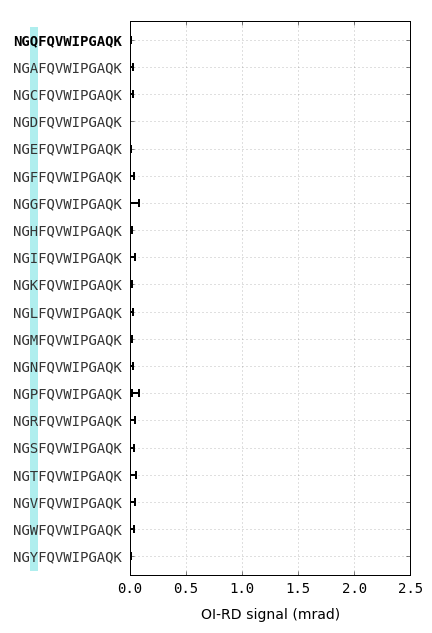 NGQFQVWIPGAQK
NGAFQVWIPGAQK
NGCFQVWIPGAQK
NGDFQVWIPGAQK
NGEFQVWIPGAQK
NGFFQVWIPGAQK
NGGFQVWIPGAQK
NGHFQVWIPGAQK
NGIFQVWIPGAQK
NGKFQVWIPGAQK
NGLFQVWIPGAQK
NGMFQVWIPGAQK
NGNFQVWIPGAQK
NGPFQVWIPGAQK
NGRFQVWIPGAQK
NGSFQVWIPGAQK
NGTFQVWIPGAQK
NGVFQVWIPGAQK
NGWFQVWIPGAQK
NGYFQVWIPGAQK
0.0 0.5 1.0 1.5 2.0 2.5
OI-RD signal (mrad)